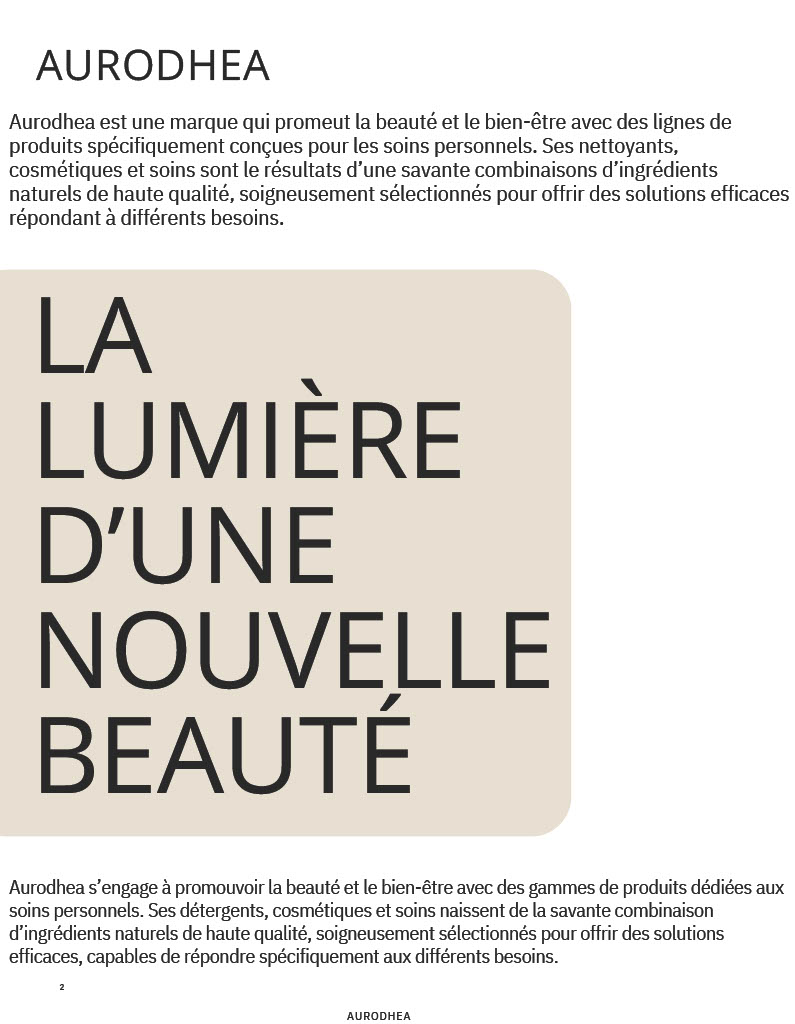 AURODHEA
Aurodhea est une marque qui promeut la beauté et le bien-être avec des lignes de
produits spécifiquement conçues pour les soins personnels. Ses nettoyants,
cosmétiques et soins sont le résultats d’une savante combinaisons d’ingrédients
naturels de haute qualité, soigneusement sélectionnés pour offrir des solutions efficaces
répondant à différents besoins.
LA
LUMIÈRE
D’UNE
NOUVELLE
BEAUTÉ
Aurodhea s’engage à promouvoir la beauté et le bien-être avec des gammes de produits dédiées aux
soins personnels. Ses détergents, cosmétiques et soins naissent de la savante combinaison
d’ingrédients naturels de haute qualité, soigneusement sélectionnés pour offrir des solutions
efficaces, capables de répondre spécifiquement aux différents besoins.
2
AURODHEA